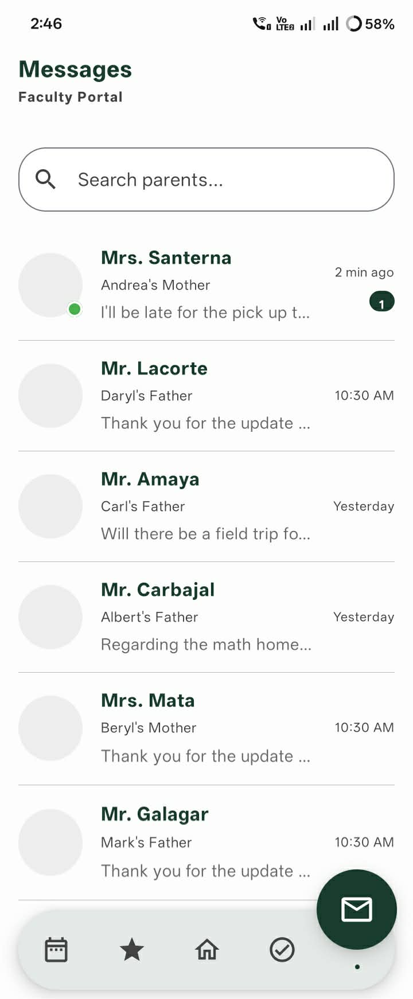 2:46
Vo
LTE2
58%
Messages
Faculty Portal
Search parents...
Mrs. Santerna
Andrea's Mother
I'll be late for the pick up t...
2 min ago
1
Mr. Lacorte
Daryl's Father
Thank you for the update ...
10:30 AM
Mr. Amaya
Carl's Father
Will there be a field trip fo...
Yesterday
Mr. Carbajal
Albert's Father
Regarding the math home...
Yesterday
Mrs. Mata
Beryl's Mother
Thank you for the update ...
10:30 AM
Mr. Galagar
Mark's Father
Thank you for the update ...
10:30 AM